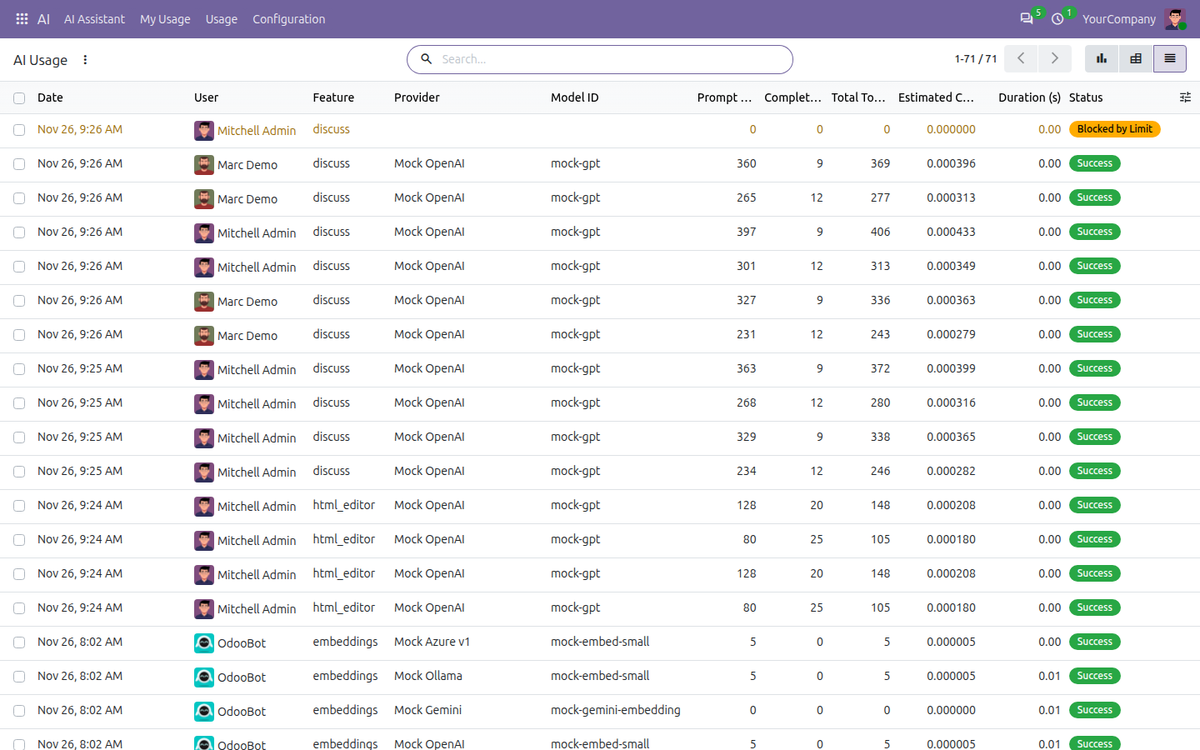 AI AI Assistant My Usage Usage Configuration 5 1 YourCompany
AI Usage Search... 1-71 / 71
Date User Feature Provider Model ID Prompt ... Complet... Total To... Estimated C... Duration (s) Status
Nov 26, 9:26 AM Mitchell Admin discuss 0 0 0 0.000000 0.00 Blocked by Limit
Nov 26, 9:26 AM Marc Demo discuss Mock OpenAI mock-gpt 360 9 369 0.000396 0.00 Success
Nov 26, 9:26 AM Marc Demo discuss Mock OpenAI mock-gpt 265 12 277 0.000313 0.00 Success
Nov 26, 9:26 AM Mitchell Admin discuss Mock OpenAI mock-gpt 397 9 406 0.000433 0.00 Success
Nov 26, 9:26 AM Mitchell Admin discuss Mock OpenAI mock-gpt 301 12 313 0.000349 0.00 Success
Nov 26, 9:26 AM Marc Demo discuss Mock OpenAI mock-gpt 327 9 336 0.000363 0.00 Success
Nov 26, 9:26 AM Marc Demo discuss Mock OpenAI mock-gpt 231 12 243 0.000279 0.00 Success
Nov 26, 9:25 AM Mitchell Admin discuss Mock OpenAI mock-gpt 363 9 372 0.000399 0.00 Success
Nov 26, 9:25 AM Mitchell Admin discuss Mock OpenAI mock-gpt 268 12 280 0.000316 0.00 Success
Nov 26, 9:25 AM Mitchell Admin discuss Mock OpenAI mock-gpt 329 9 338 0.000365 0.00 Success
Nov 26, 9:25 AM Mitchell Admin discuss Mock OpenAI mock-gpt 234 12 246 0.000282 0.00 Success
Nov 26, 9:24 AM Mitchell Admin html_editor Mock OpenAI mock-gpt 128 20 148 0.000208 0.00 Success
Nov 26, 9:24 AM Mitchell Admin html_editor Mock OpenAI mock-gpt 80 25 105 0.000180 0.00 Success
Nov 26, 9:24 AM Mitchell Admin html_editor Mock OpenAI mock-gpt 128 20 148 0.000208 0.00 Success
Nov 26, 9:24 AM Mitchell Admin html_editor Mock OpenAI mock-gpt 80 25 105 0.000180 0.00 Success
Nov 26, 8:02 AM OdooBot embeddings Mock Azure v1 mock-embed-small 5 0 5 0.000005 0.00 Success
Nov 26, 8:02 AM OdooBot embeddings Mock Ollama mock-embed-small 5 0 5 0.000005 0.01 Success
Nov 26, 8:02 AM OdooBot embeddings Mock Gemini mock-gemini-embedding 0 0 0 0.000000 0.01 Success
Nov 26, 8:02 AM OdooBot embeddings Mock OpenAI mock-embed-small 5 0 5 0.000005 0.01 Success